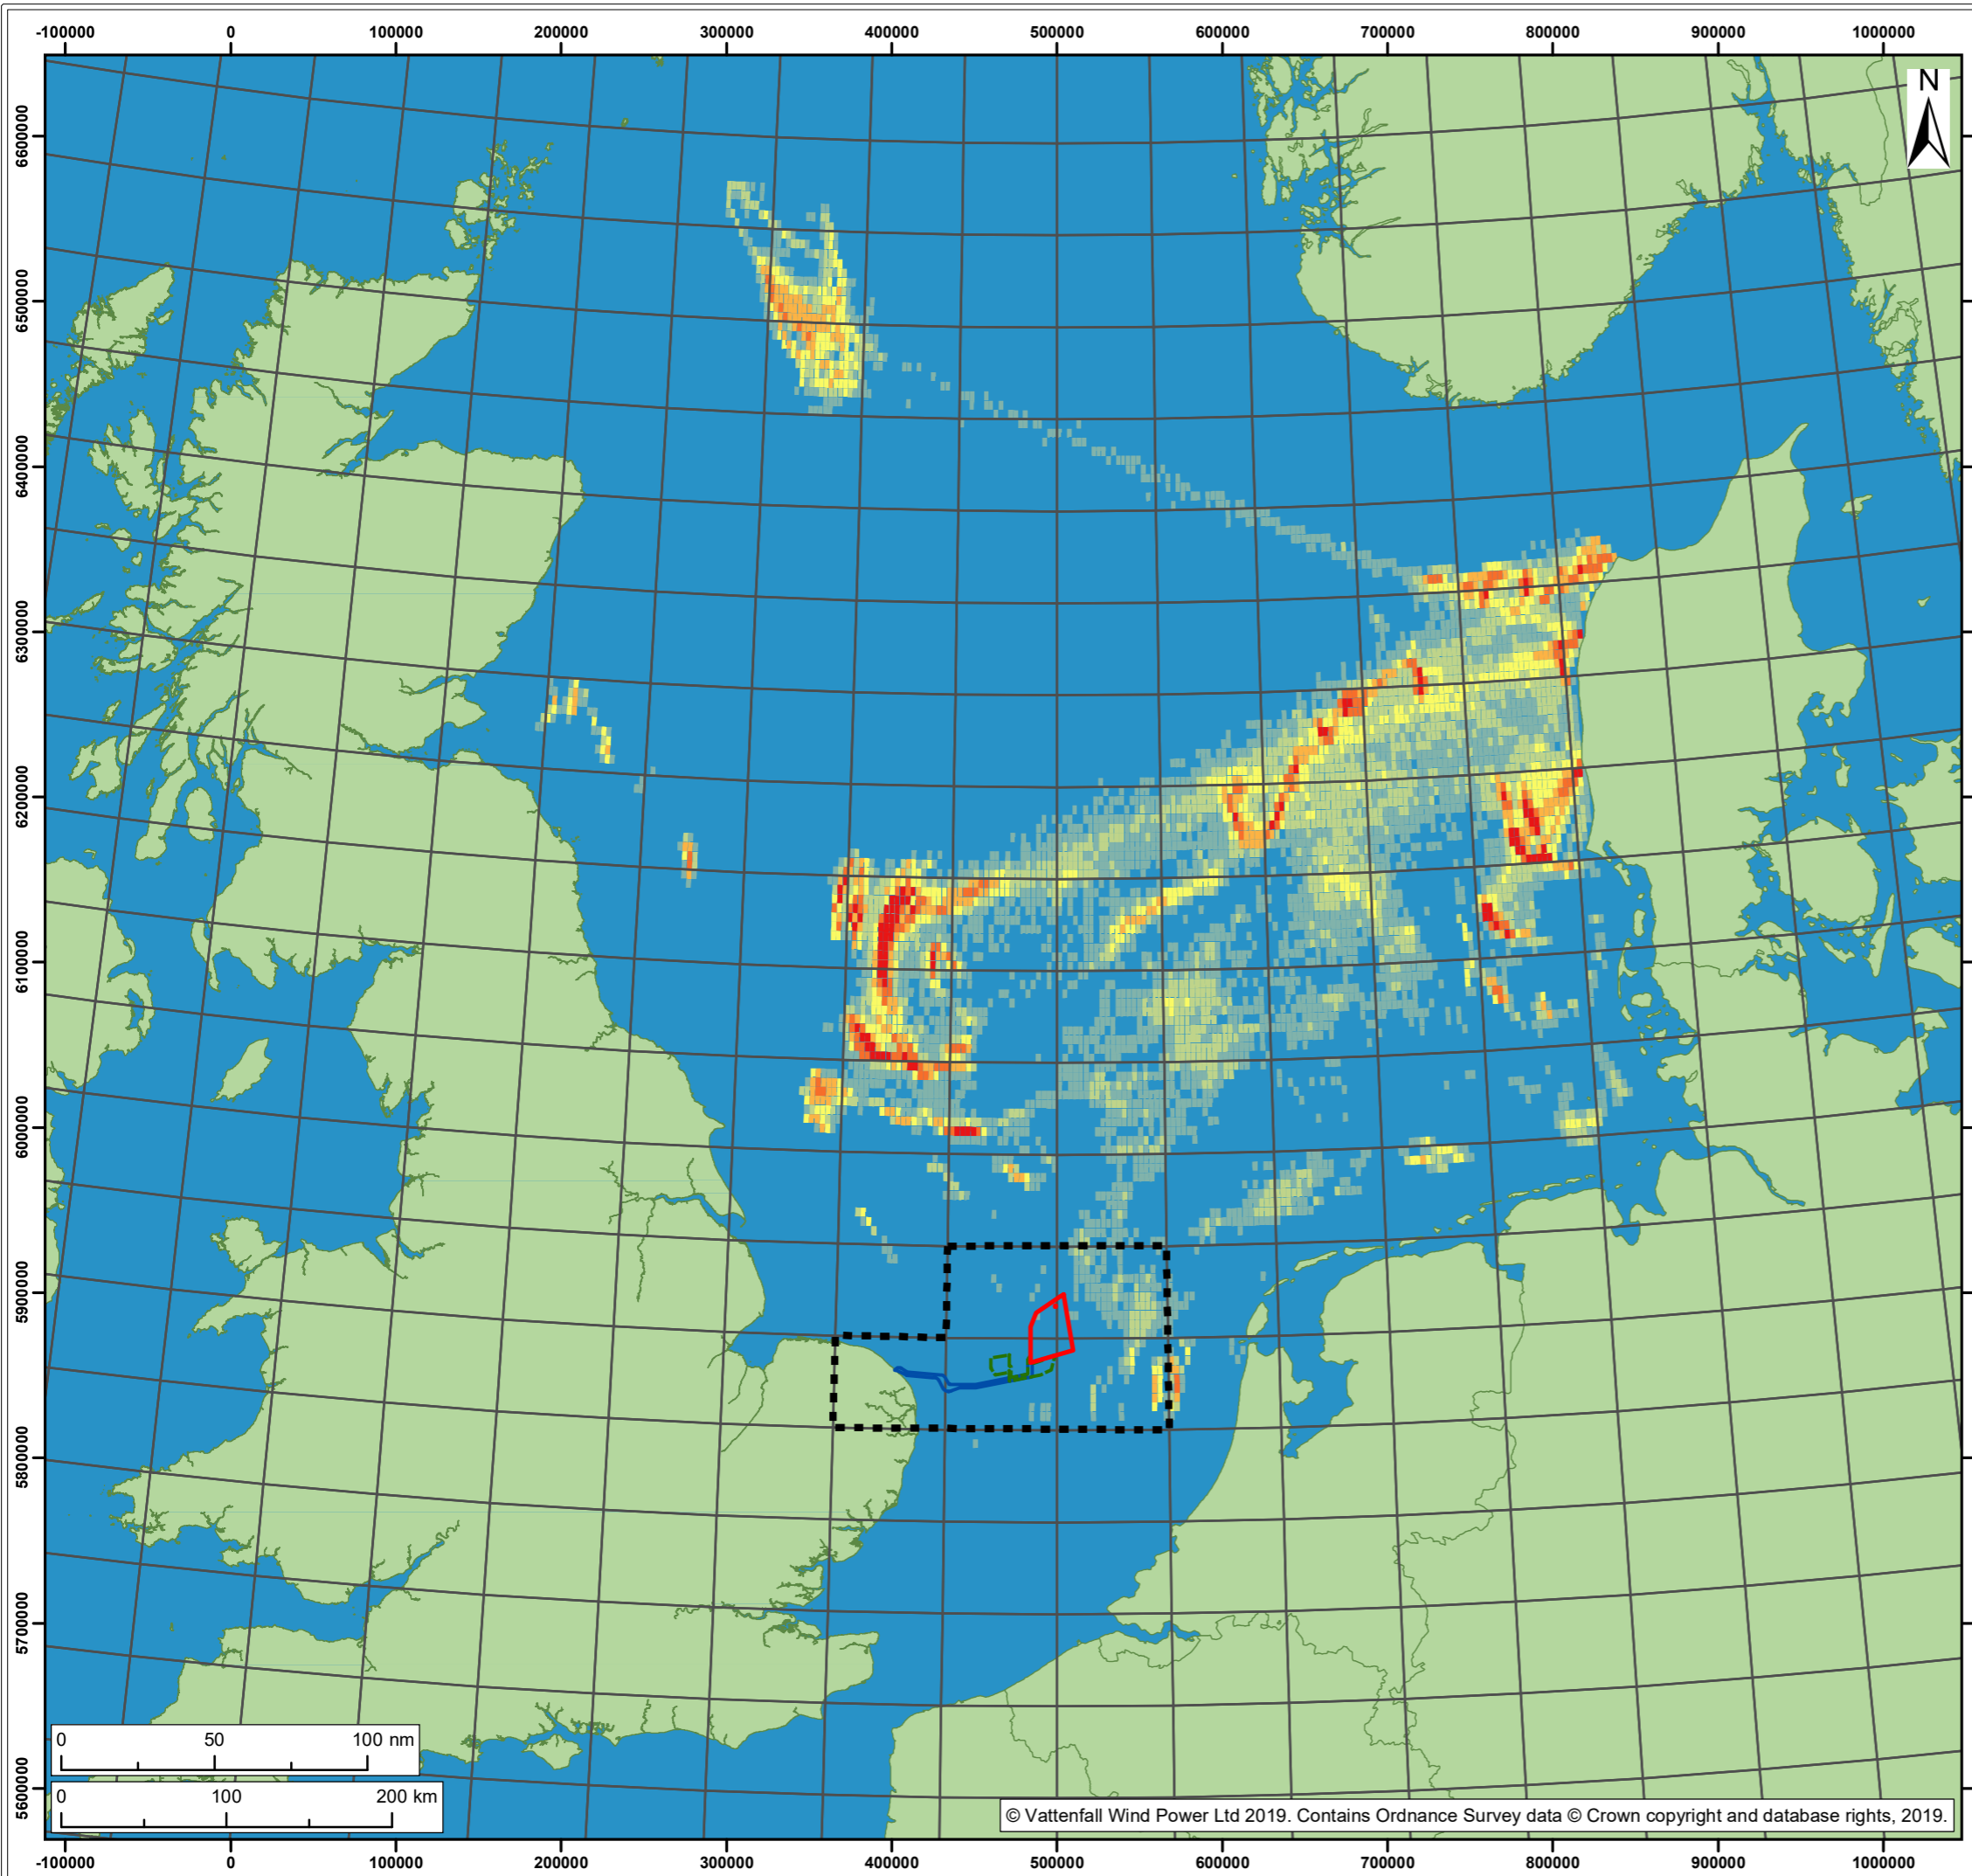 -100000 0 100000 200000 300000 400000 500000 600000 700000 800000 900000 1000000
N
6600000
6500000
6400000
6300000
6200000
6100000
6000000
5900000
5800000
5700000
5600000
0 50 100 nm
0 100 200 km
© Vattenfall Wind Power Ltd 2019. Contains Ordnance Survey data © Crown copyright and database rights, 2019.
-100000 0 100000 200000 300000 400000 500000 600000 700000 800000 900000 1000000